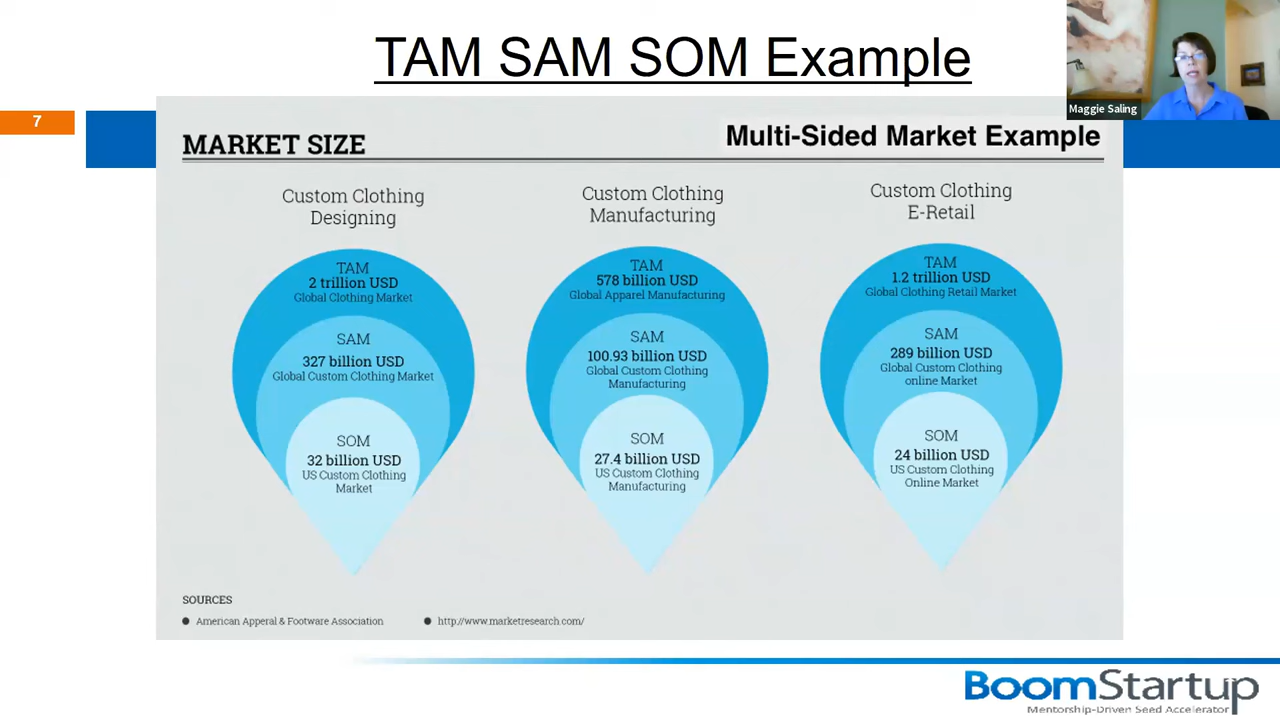 TAM SAM SOM Example
Maggie Saling
7
MARKET SIZE
Multi-Sided Market Example
Custom Clothing
Designing
TAM
2 trillion USD
Global Clothing Market
SAM
327 billion USD
Global Custom Clothing Market
SOM
32 billion USD
US Custom Clothing
Market
Custom Clothing
Manufacturing
TAM
578 billion USD
Global Apparel Manufacturing
SAM
100.93 billion USD
Global Custom Clothing
Manufacturing
SOM
27.4 billion USD
US Custom Clothing
Manufacturing
Custom Clothing
E-Retail
TAM
1.2 trillion USD
Global Clothing Retail Market
SAM
289 billion USD
Global Custom Clothing
online Market
SOM
24 billion USD
US Custom Clothing
Online Market
SOURCES
American Apperal & Footware Association
http://www.marketresearch.com/
BoomStartup
Mentorship-Driven Seed Accelerator